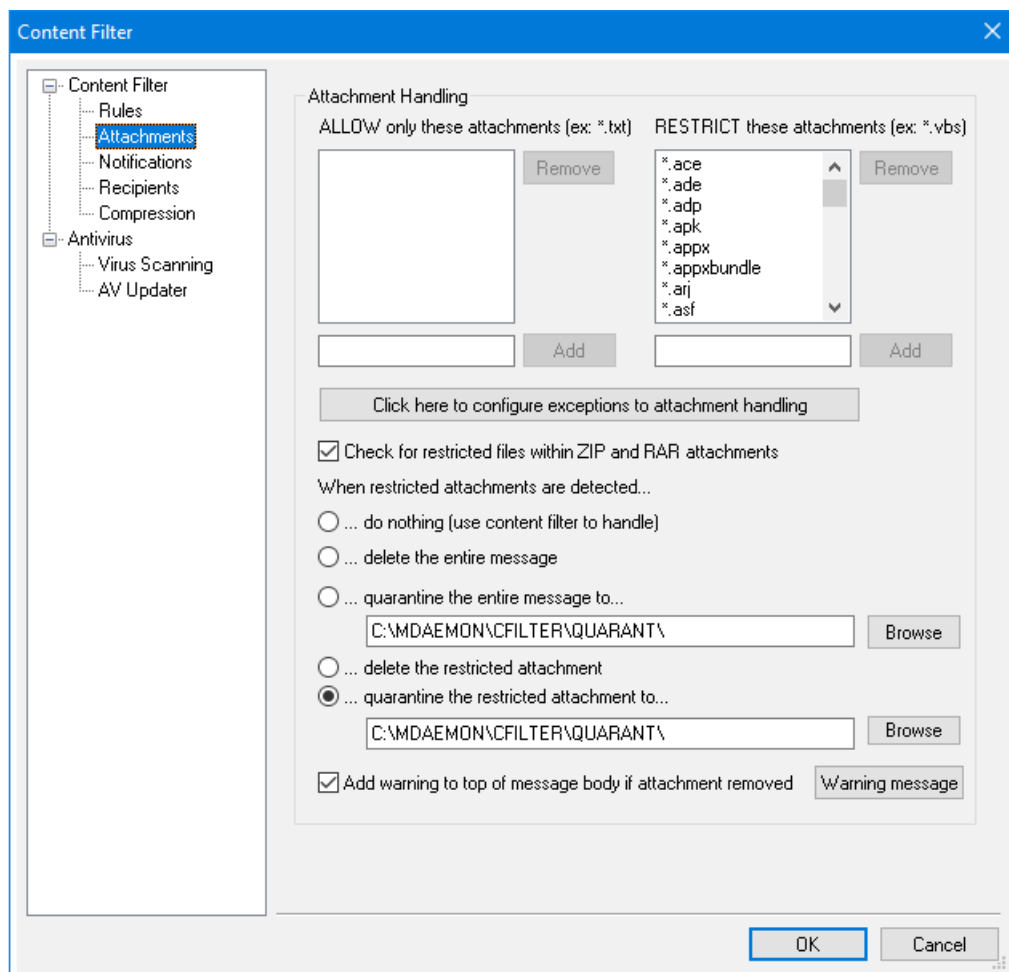 Content Filter
Content Filter
Rules
Attachments
Notifications
Recipients
Compression
Antivirus
Virus Scanning
AV Updater
Attachment Handling
ALLOW only these attachments (ex: *.txt)
RESTRICT these attachments (ex: *.vbs)
Remove
*.ace
*.ade
*.adp
*.apk
*.appx
*.appxbundle
*.arj
*.asf
Remove
Add
Add
Click here to configure exceptions to attachment handling
Check for restricted files within ZIP and RAR attachments
When restricted attachments are detected...
... do nothing (use content filter to handle)
... delete the entire message
... quarantine the entire message to...
C:\MDAEMON\CFILTER\QUARANT\
Browse
... delete the restricted attachment
... quarantine the restricted attachment to...
C:\MDAEMON\CFILTER\QUARANT\
Browse
Add warning to top of message body if attachment removed
Warning message
OK
Cancel